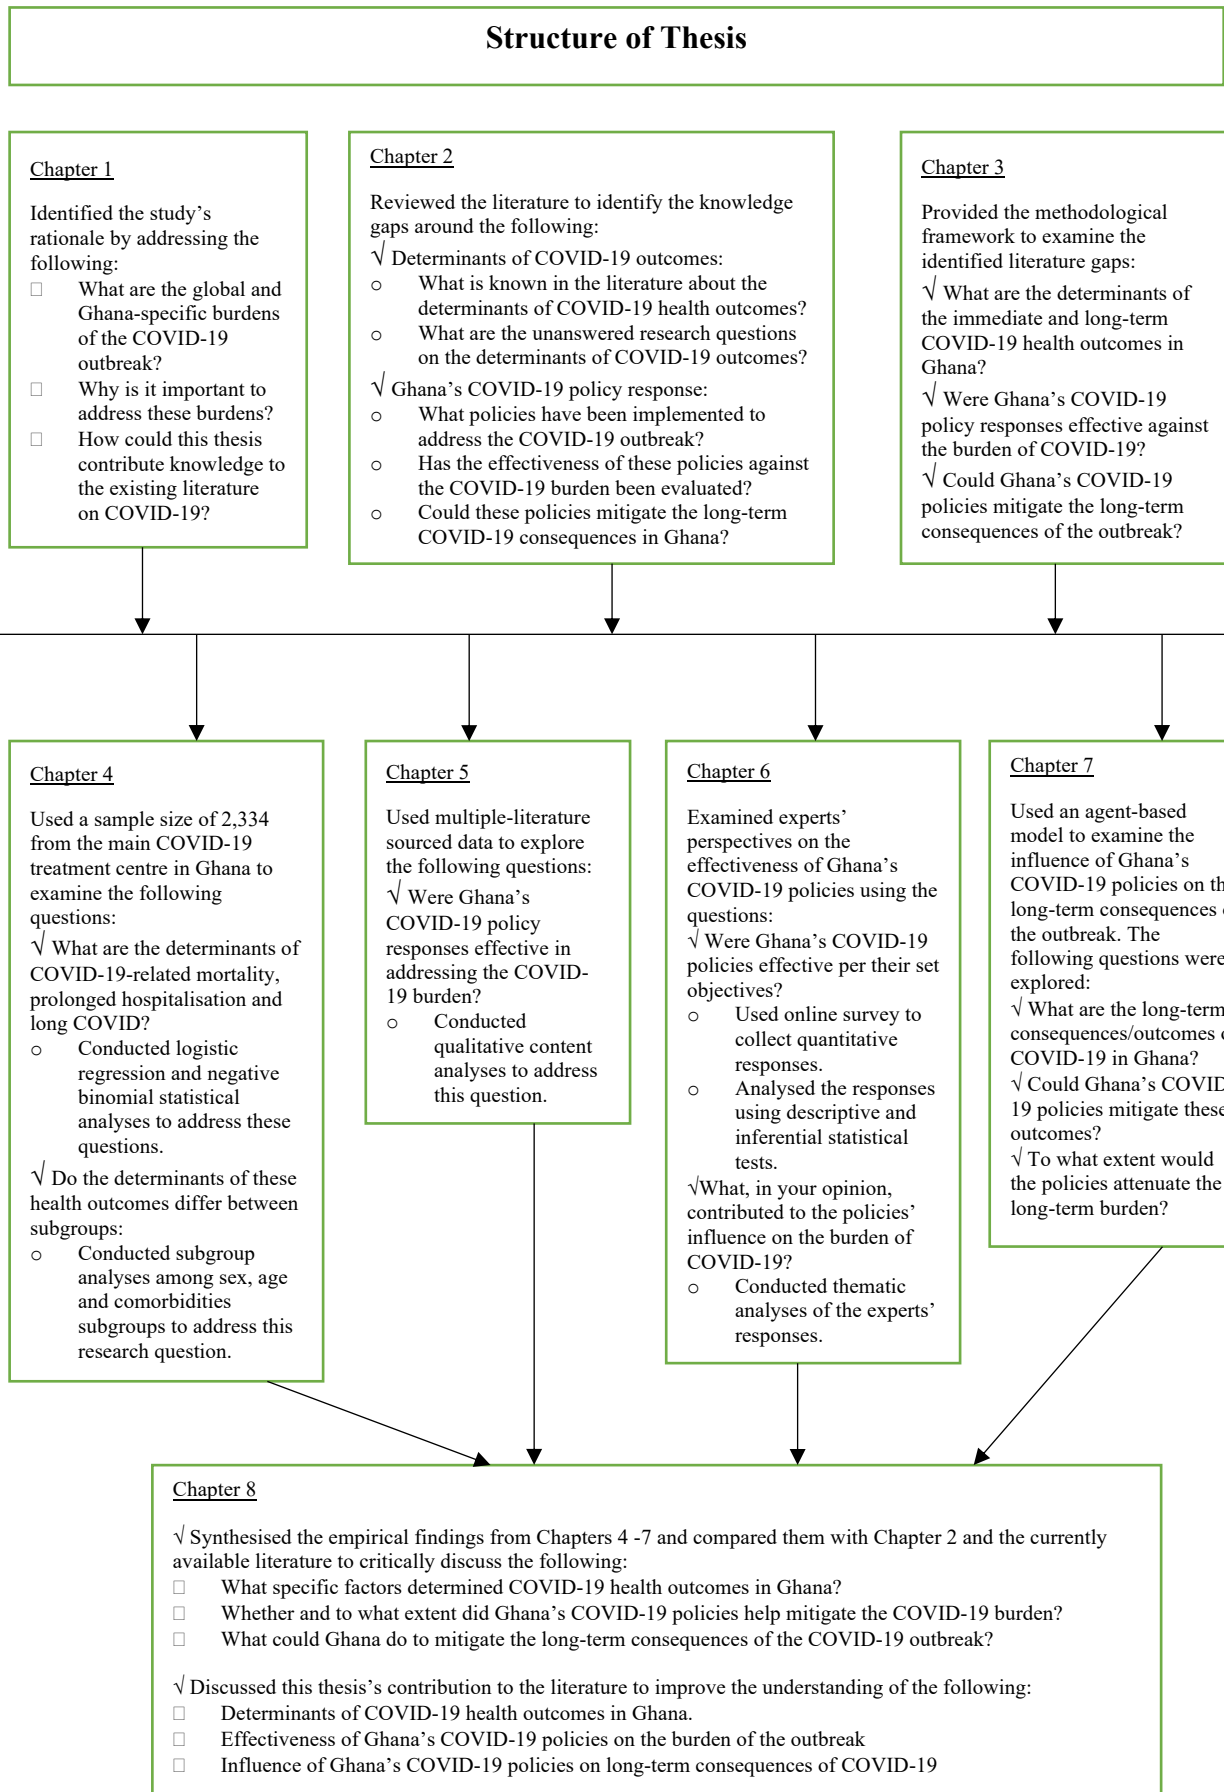 Structure of Thesis
Chapter 1
Identified the study's
rationale by addressing the
following:
□ What are the global and
Ghana-specific burdens
of the COVID-19
outbreak?
□ Why is it important to
address these burdens?
□ How could this thesis
contribute knowledge to
the existing literature
on COVID-19?
Chapter 2
Reviewed the literature to identify the knowledge
gaps around the following:
√ Determinants of COVID-19 outcomes:
o What is known in the literature about the
determinants of COVID-19 health outcomes?
o What are the unanswered research questions
on the determinants of COVID-19 outcomes?
√ Ghana's COVID-19 policy response:
o What policies have been implemented to
address the COVID-19 outbreak?
o Has the effectiveness of these policies against
the COVID-19 burden been evaluated?
o Could these policies mitigate the long-term
COVID-19 consequences in Ghana?
Chapter 3
Provided the methodological
framework to examine the
identified literature gaps:
√ What are the determinants of
the immediate and long-term
COVID-19 health outcomes in
Ghana?
√ Were Ghana's COVID-19
policy responses effective against
the burden of COVID-19?
√ Could Ghana's COVID-19
policies mitigate the long-term
consequences of the outbreak?
Chapter 4
Used a sample size of 2,334
from the main COVID-19
treatment centre in Ghana to
examine the following
questions:
√ What are the determinants of
COVID-19-related mortality,
prolonged hospitalisation and
long COVID?
o Conducted logistic
regression and negative
binomial statistical
analyses to address these
questions.
√ Do the determinants of these
health outcomes differ between
subgroups:
o Conducted subgroup
analyses among sex, age
and comorbidities
subgroups to address this
research question.
Chapter 5
Used multiple-literature
sourced data to explore
the following questions:
√ Were Ghana's
COVID-19 policy
responses effective in
addressing the COVID-
19 burden?
o Conducted
qualitative content
analyses to address
this question.
Chapter 6
Examined experts'
perspectives on the
effectiveness of Ghana's
COVID-19 policies using the
questions:
√ Were Ghana's COVID-19
policies effective per their set
objectives?
o Used online survey to
collect quantitative
responses.
o Analysed the responses
using descriptive and
inferential statistical
tests.
√What, in your opinion,
contributed to the policies'
influence on the burden of
COVID-19?
o Conducted thematic
analyses of the experts'
responses.
Chapter 7
Used an agent-based
model to examine the
influence of Ghana's
COVID-19 policies on th
long-term consequences
the outbreak. The
following questions were
explored:
√ What are the long-term
consequences/outcomes
COVID-19 in Ghana?
√ Could Ghana's COVID
19 policies mitigate these
outcomes?
√ To what extent would
the policies attenuate the
long-term burden?
Chapter 8
√ Synthesised the empirical findings from Chapters 4 -7 and compared them with Chapter 2 and the currently
available literature to critically discuss the following:
□ What specific factors determined COVID-19 health outcomes in Ghana?
□ Whether and to what extent did Ghana's COVID-19 policies help mitigate the COVID-19 burden?
□ What could Ghana do to mitigate the long-term consequences of the COVID-19 outbreak?
√ Discussed this thesis's contribution to the literature to improve the understanding of the following:
□ Determinants of COVID-19 health outcomes in Ghana.
□ Effectiveness of Ghana's COVID-19 policies on the burden of the outbreak
□ Influence of Ghana's COVID-19 policies on long-term consequences of COVID-19